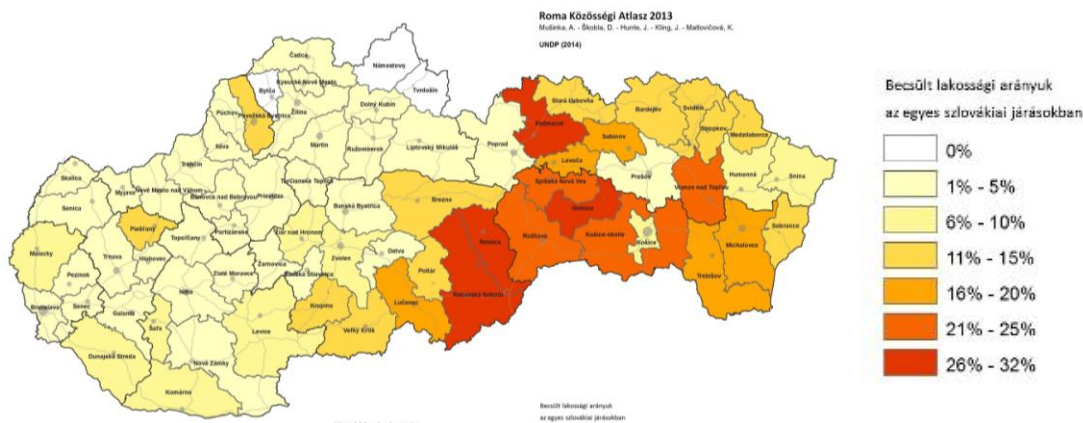 Roma Közösségi Atlasz 2013
Mušinka, A. - Škobla, D. - Hurrle, J. - Kling, J. - Matlovičová, K.
UNDP (2014)
Becsült lakossági arányuk
az egyes szlovákiai járásokban
0%
1% - 5%
6% - 10%
11% - 15%
16% - 20%
21% - 25%
26% - 32%
Čadca
Námestovo
Tvrdošín
Bytča
Kysucké Nové Mesto
Dolný Kubín
Púchov
Považská Bystrica
Žilina
Ilava
Martin
Ružomberok
Liptovský Mikuláš
Poprad
Kežmarok
Stará Ľubovňa
Bardejov
Svidník
Stropkov
Medzilaborce
Sabinov
Levoča
Prešov
Vranov nad Topľou
Humenné
Snina
Spišská Nová Ves
Gelnica
Košice-okolie
Košice
Michalovce
Sobrance
Trebišov
Rožňava
Revúca
Rimavská Sobota
Brezno
Banská Bystrica
Turčianske Teplice
Prievidza
Trenčín
Bánovce nad Bebravou
Nové Mesto nad Váhom
Myjava
Skalica
Senica
Partizánske
Topoľčany
Piešťany
Hlohovec
Trnava
Malacky
Pezinok
Bratislava
Senec
Galanta
Šaľa
Nitra
Zlaté Moravce
Žarnovica
Žiar nad Hronom
Banská Štiavnica
Zvolen
Detva
Poltár
Lučenec
Krupina
Veľký Krtíš
Levice
Nové Zámky
Dunajská Streda
Komárno
Becsült lakossági arányuk
az egyes szlovákiai járásokban